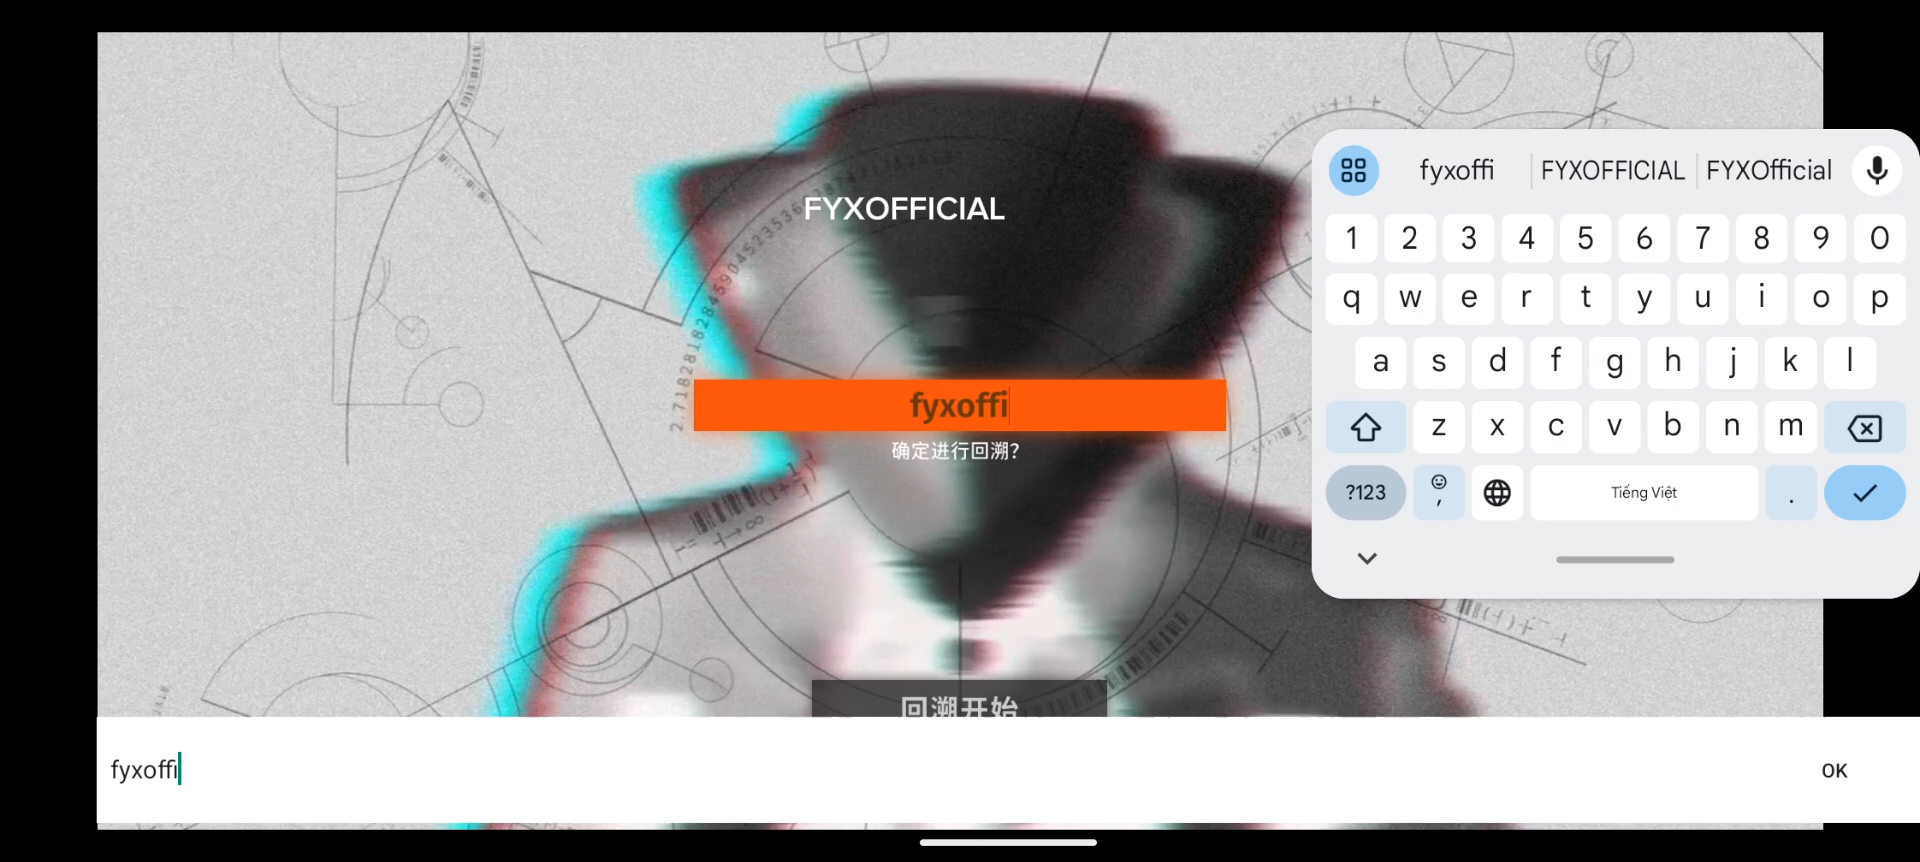 FYXOFFICIAL
fyxoffi
确定进行回溯?
回溯开始
fyxoffi
OK
fyxoffi FYXOFFICIAL FYXOfficial
1 2 3 4 5 6 7 8 9 0
q w e r t y u i o p
a s d f g h j k l
z x c v b n m
?123 , Tiếng Việt .